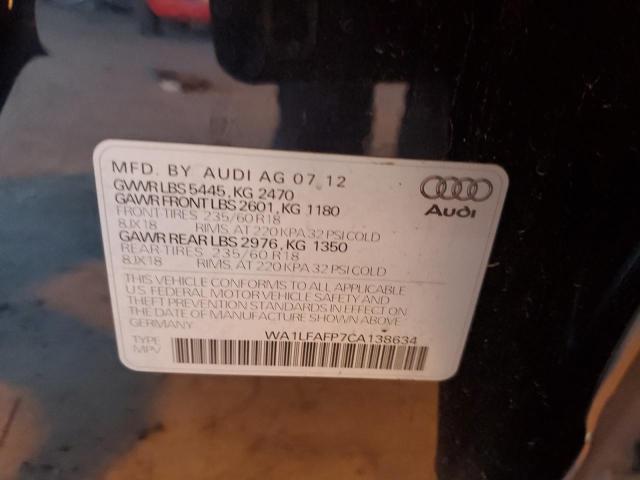 MFD. BY AUDI AG 07.12
GVWR LBS 5445, KG 2470
GAWR FRONT LBS 2601, KG 1180
FRONT-TIRES 235/60 R18
8JX18 RIMS, AT 220 KPA 32 PSI COLD
GAWR REAR LBS 2976, KG 1350
REAR-TIRES 235/60 R18
8JX18 RIMS, AT 220 KPA 32 PSI COLD
THIS VEHICLE CONFORMS TO ALL APPLICABLE
U.S. FEDERAL MOTOR VEHICLE SAFETY AND
THEFT PREVENTION STANDARDS IN EFFECT ON
THE DATE OF MANUFACTURE SHOWN ABOVE
GERMANY
WA1LFAFP7CA138634
TYPE
MPV
Audi